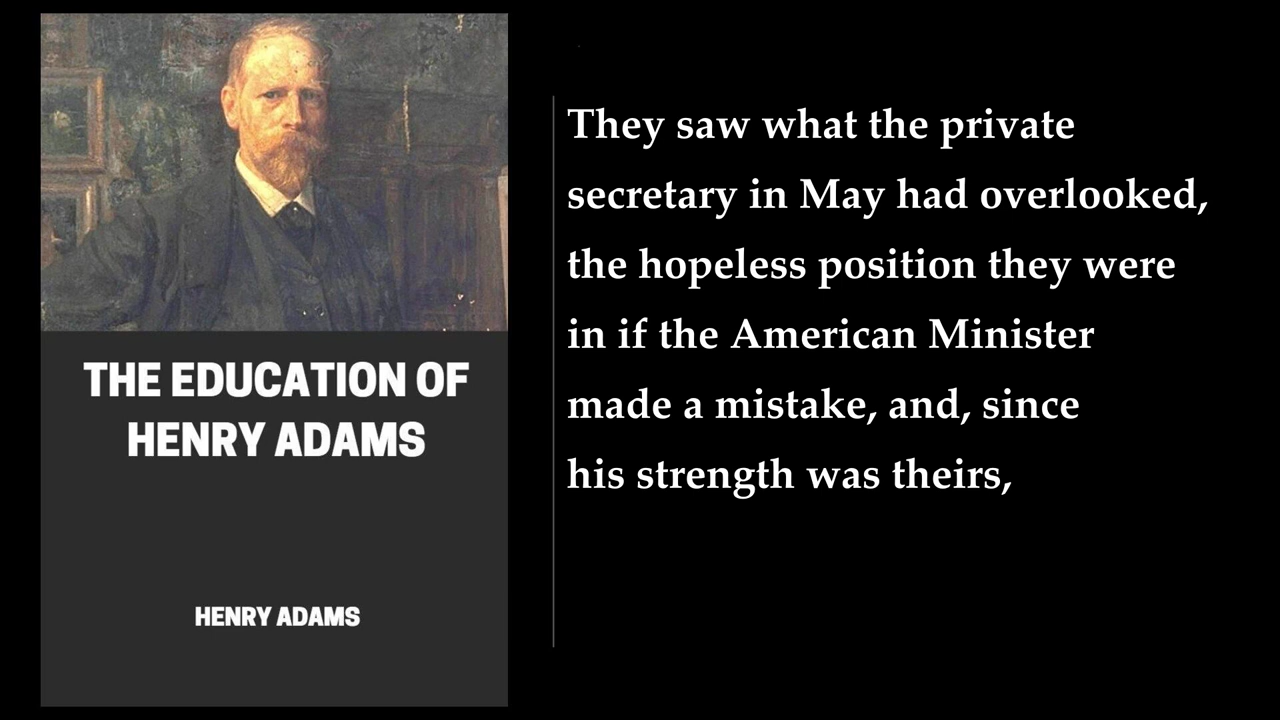 THE EDUCATION OF
HENRY ADAMS
HENRY ADAMS
They saw what the private
secretary in May had overlooked,
the hopeless position they were
in if the American Minister
made a mistake, and, since
his strength was theirs,